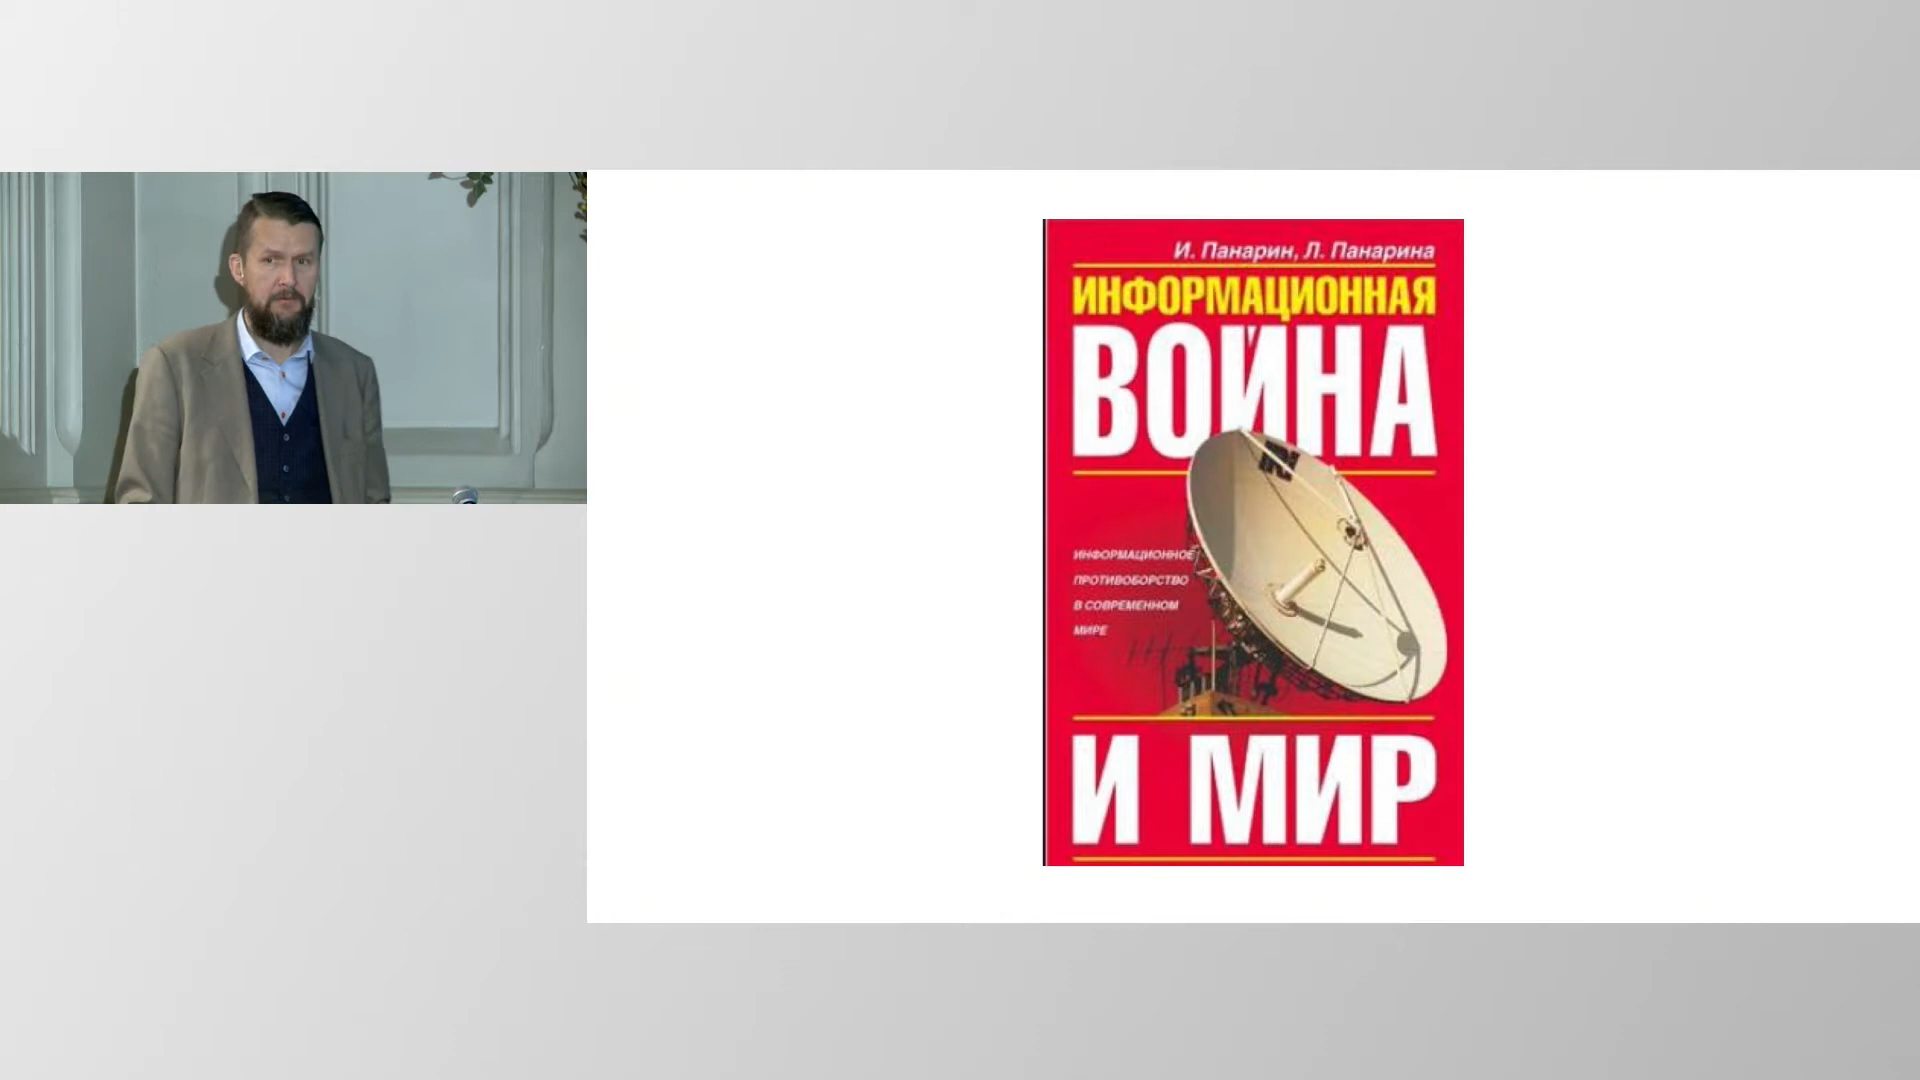 И. Панарин, Л. Панарина
ИНФОРМАЦИОННАЯ
ВОЙНА
ИНФОРМАЦИОННОЕ
ПРОТИВОБОРСТВО
В СОВРЕМЕННОМ
МИРЕ
И МИР